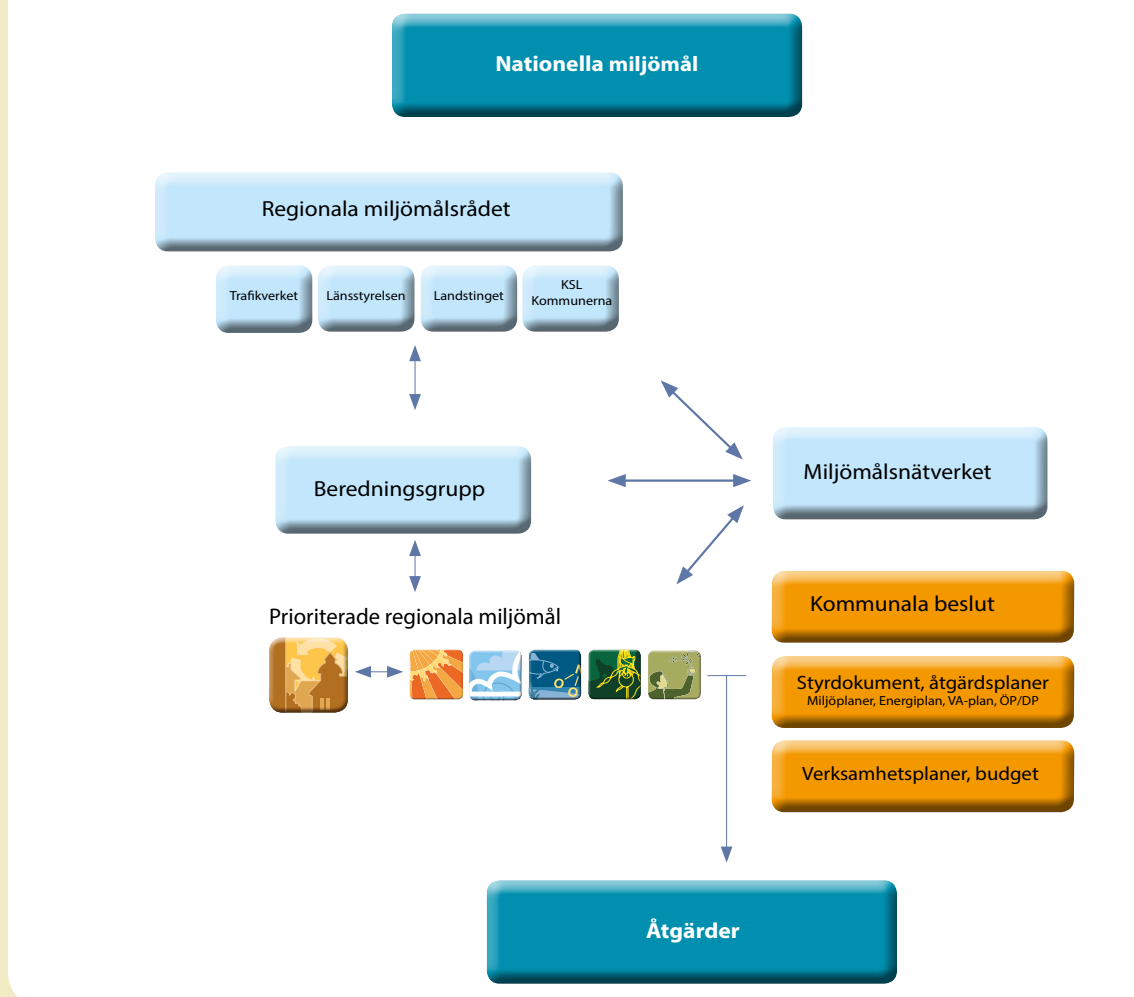 Nationella miljömål
Regionala miljömålsrådet
Trafikverket
Länsstyrelsen
Landstinget
KSL
Kommunerna
Beredningsgrupp
Miljömålsnätverket
Prioriterade regionala miljömål
Kommunala beslut
Styrdokument, åtgärdsplaner
Miljöplaner, Energiplan, VA-plan, ÖP/DP
Verksamhetsplaner, budget
Åtgärder